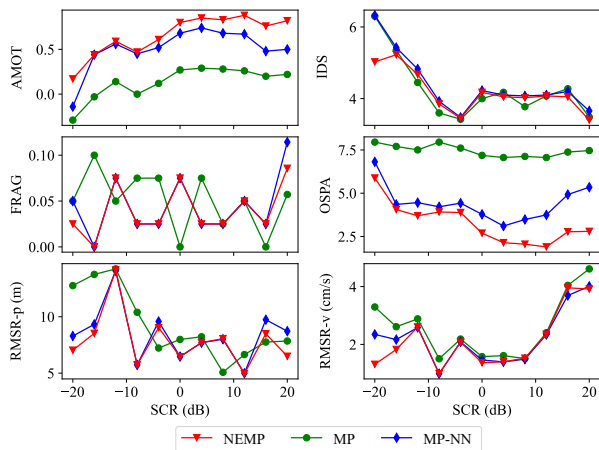 AMOT
0.5
0.0
IDS
6
4
FRAG
0.10
0.05
0.00
OSPA
7.5
5.0
2.5
RMSR-p (m)
10
5
−20 −10 0 10 20
SCR (dB)
RMSR-v (cm/s)
4
2
−20 −10 0 10 20
SCR (dB)
NEMP MP MP-NN